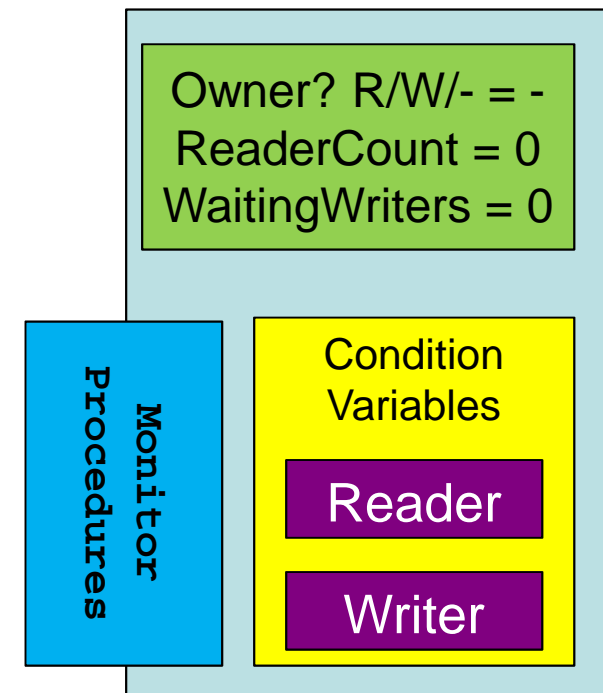 Owner? R/W/- = -
ReaderCount = 0
WaitingWriters = 0
Monitor
Procedures
Condition
Variables
Reader
Writer